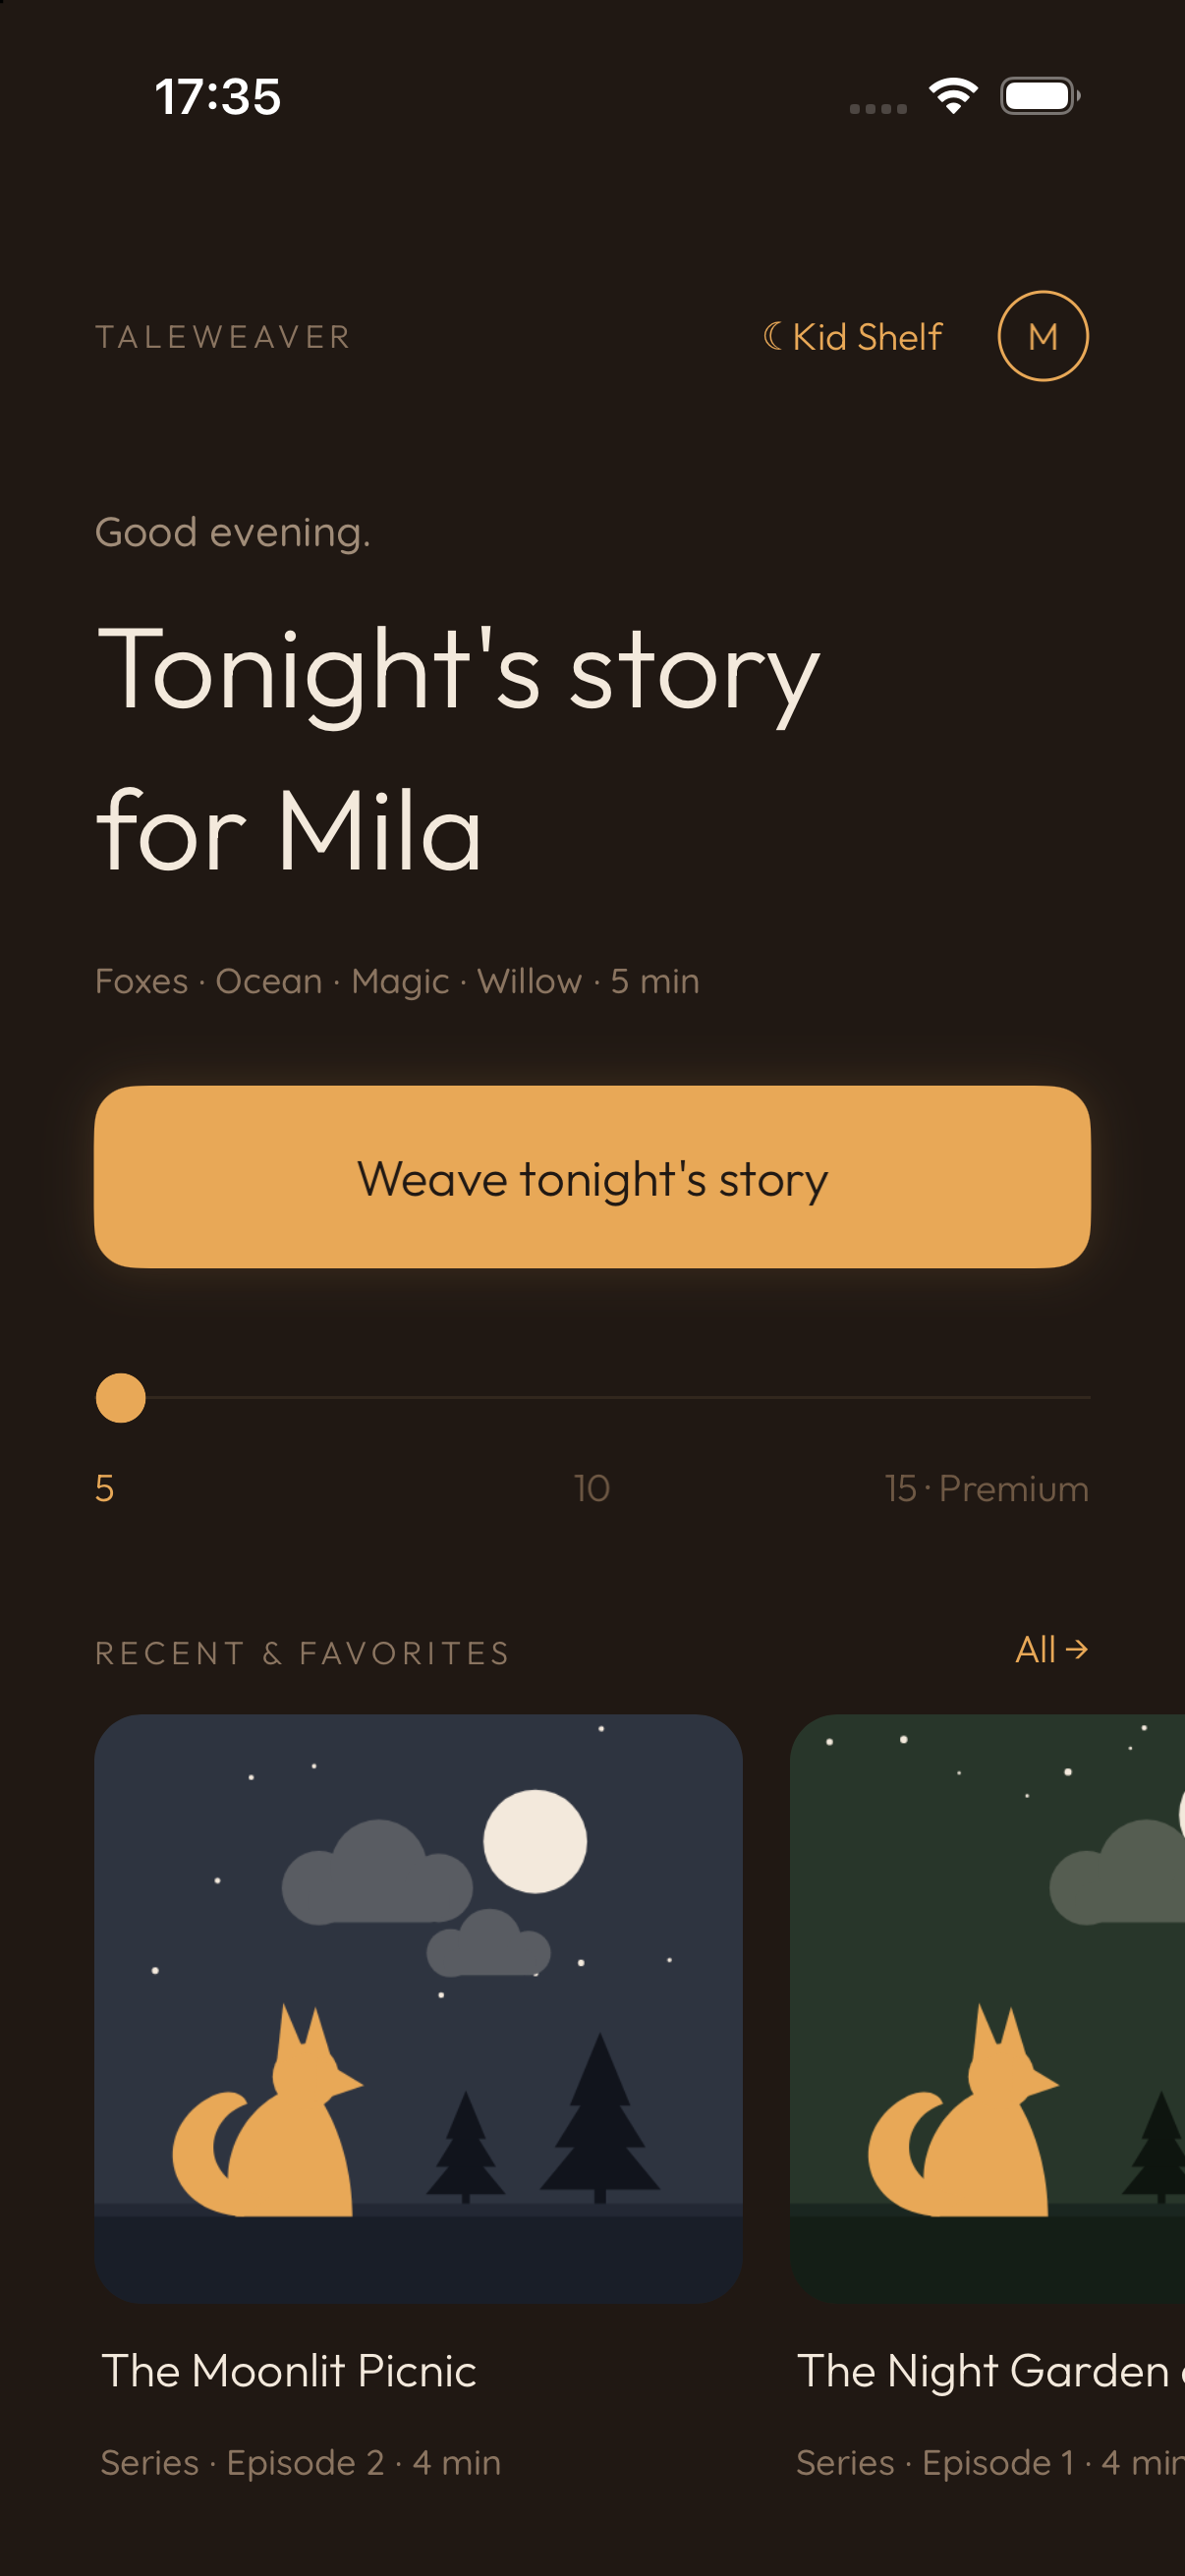 17:35
TALEWEAVER
☾ Kid Shelf
M
Good evening.
Tonight's story
for Mila
Foxes · Ocean · Magic · Willow · 5 min
Weave tonight's story
5 10 15 · Premium
RECENT & FAVORITES
All →
The Moonlit Picnic
Series · Episode 2 · 4 min
The Night Garden
Series · Episode 1 · 4 min